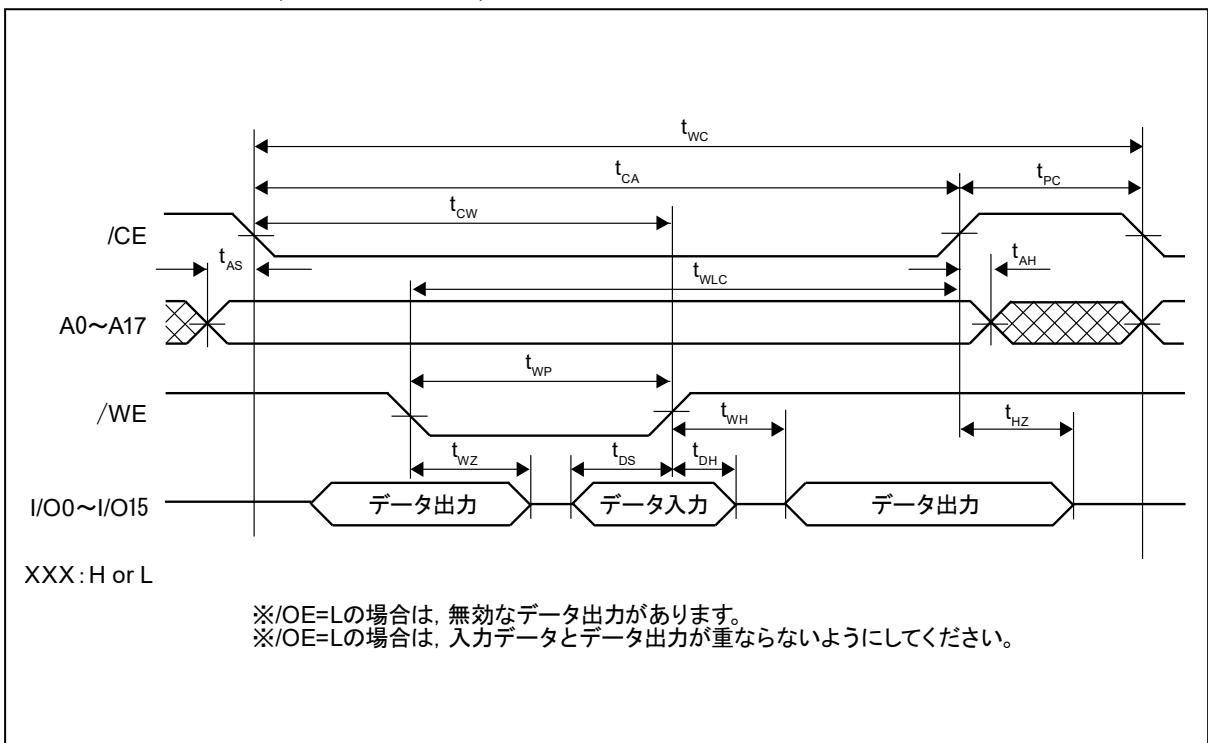 tWC
tCA
tPC
tCW
/CE
tAS
tAH
tWLC
A0～A17
tWP
/WE
tWH
tHZ
tWZ
tDS
tDH
I/O0～I/O15
データ出力
データ入力
データ出力
XXX:H or L
※/OE=Lの場合は，無効なデータ出力があります。
※/OE=Lの場合は，入力データとデータ出力が重ならないようにしてください。